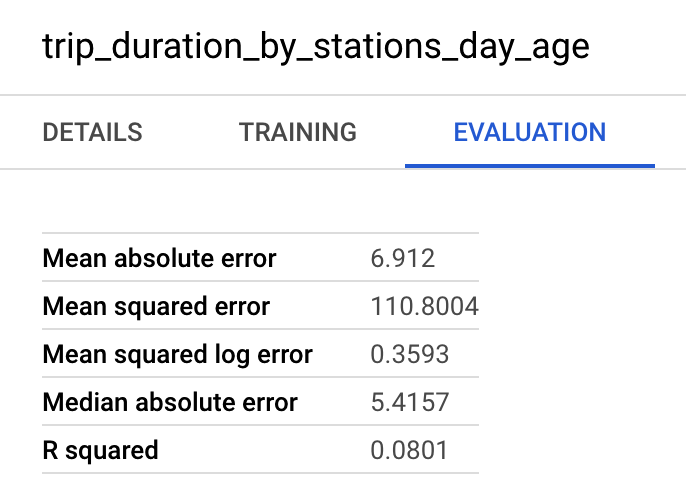 trip_duration_by_stations_day_age
DETAILS TRAINING EVALUATION
Mean absolute error 6.912
Mean squared error 110.8004
Mean squared log error 0.3593
Median absolute error 5.4157
R squared 0.0801